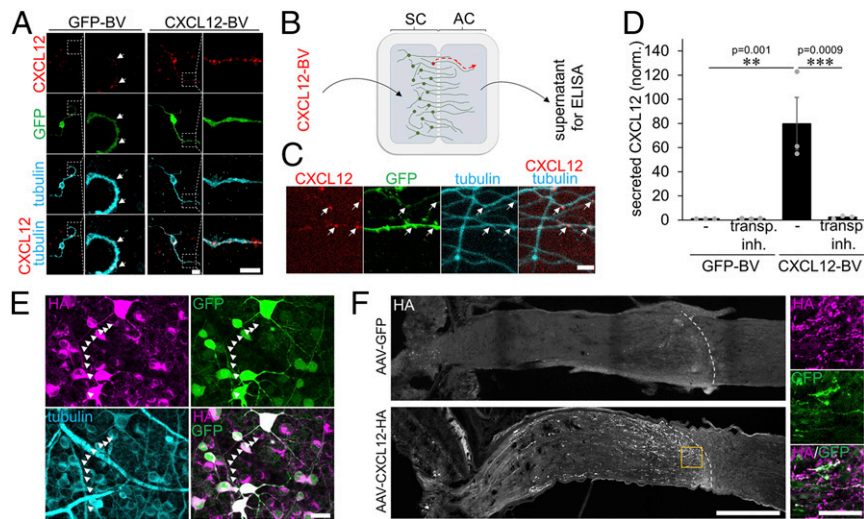 A
GFP-BV
CXCL12-BV
CXCL12
GFP
tubulin
CXCL12
tubulin
B
SC
AC
CXCL12-BV
supernatant
for ELISA
C
CXCL12
GFP
tubulin
CXCL12
tubulin
D
secreted CXCL12 (norm.)
140
120
100
80
60
40
20
0
p=0.001
**
p=0.0009
***
-
transp.
inh.
-
transp.
inh.
GFP-BV
CXCL12-BV
E
HA
GFP
tubulin
HA
GFP
F
HA
AAV-GFP
AAV-CXCL12-HA
HA
GFP
HA/GFP